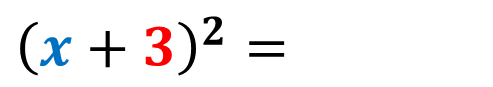 (x + 3)² =